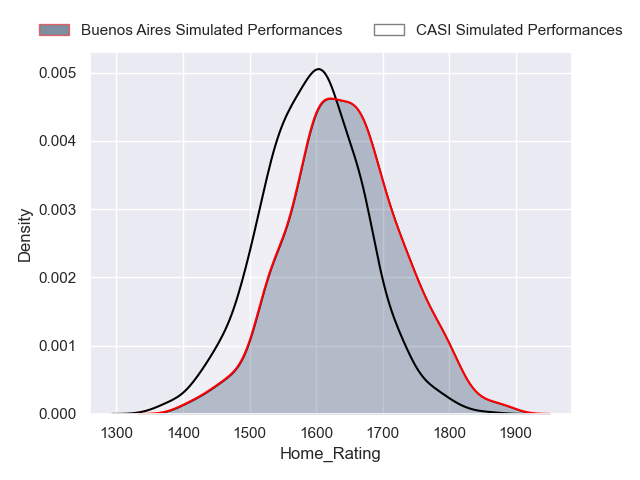 Buenos Aires Simulated Performances   CASI Simulated Performances
0.005
0.004
0.003
0.002
0.001
0.000
Density
1300 1400 1500 1600 1700 1800 1900
Home_Rating